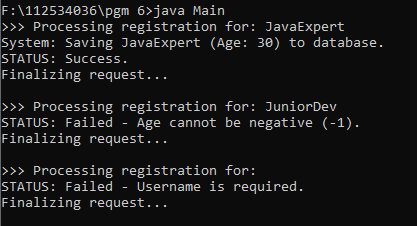 F:\112534036\pgm 6>java Main
>>> Processing registration for: JavaExpert
System: Saving JavaExpert (Age: 30) to database.
STATUS: Success.
Finalizing request...
>>> Processing registration for: JuniorDev
STATUS: Failed - Age cannot be negative (-1).
Finalizing request...
>>> Processing registration for:
STATUS: Failed - Username is required.
Finalizing request...